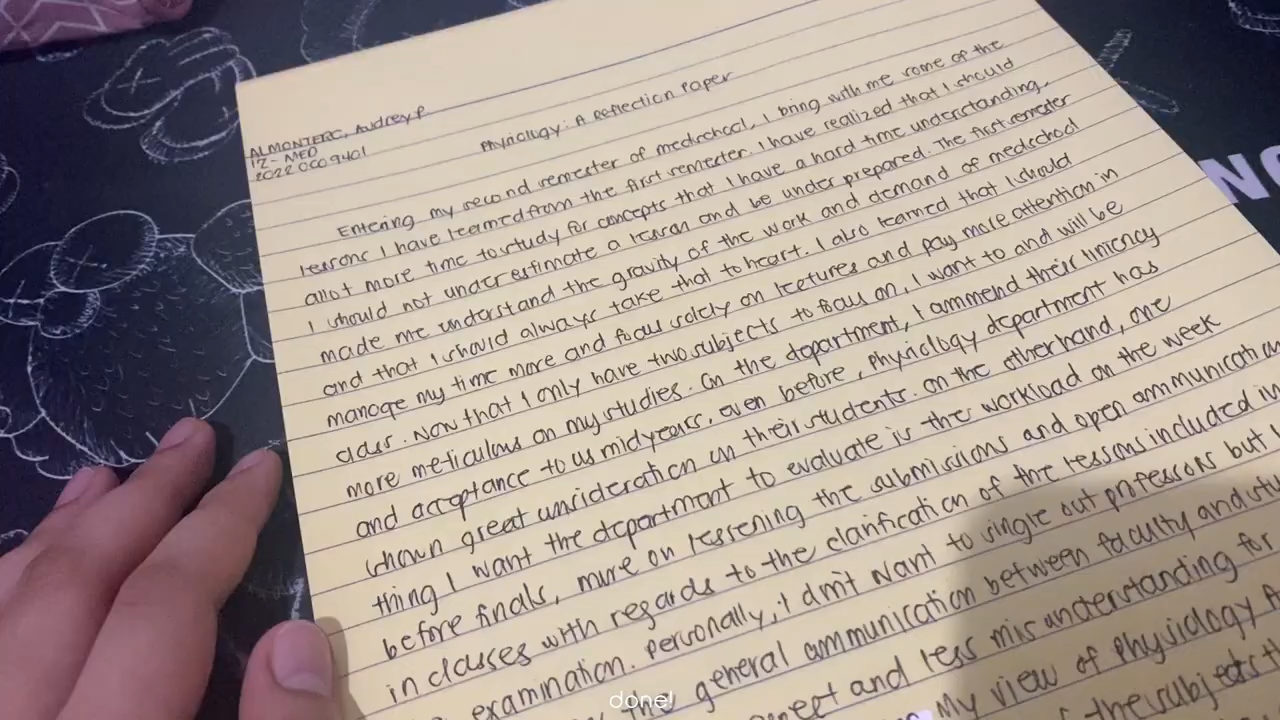 ALMONTERO, Audrey P.
12-MED
2022 0009401
Physiology: A Reflection Paper
Entering my second semester of medschool, I bring with me some of the
lessons I have learned from the first semester. I have realized that I should
allot more time to study for concepts that I have a hard time understanding,
I should not underestimate a lesson and be under prepared. The first semester
made me understand the gravity of the work and demand of medschool
and that I should always take that to heart. I also learned that I should
manage my time more and focus solely on lectures and pay more attention in
class. Now that I only have two subjects to focus on, I want to and will be
more meticulous on my studies. On the department, I commend their leniency
and acceptance to us midyears, even before, physiology department has
shown great consideration on their students. On the otherhand, one
thing I want the department to evaluate is the workload on the week
before finals, more on lessening the submissions and open communication
in classes with regards to the clarification of the lessons included in
examination. Personally, I don't want to single out professors but
the general communication between faculty and
and less misunderstanding for
My view of physiology
the subjects
done!
NO